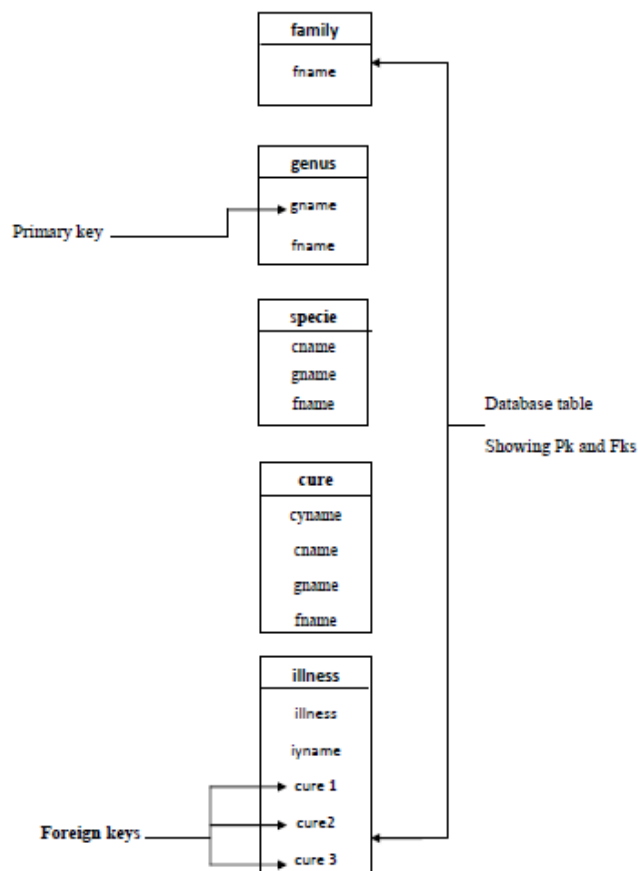 family
fname
genus
gname
Primary key
fname
specie
cname
gname
fname
Database table
Showing Pk and Fks
cure
cyname
cname
gname
fname
illness
illness
iyname
cure 1
Foreign keys
cure2
cure 3